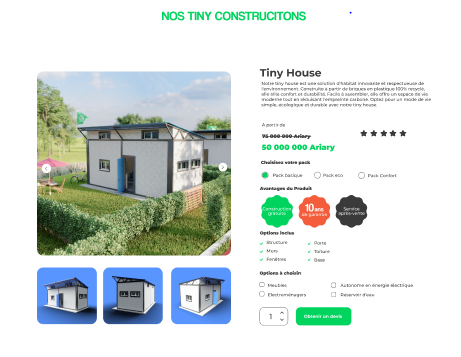 NOS TINY CONSTRUCITONS
Tiny House
Notre tiny house est une solution d'habitat innovante et respectueuse de
l'environnement. Construite à partir de briques en plastique 100% recyclé,
elle allie confort et durabilité. Facile à assembler, elle offre un espace de vie
moderne tout en réduisant l'empreinte carbone. Optez pour un mode de vie
simple, écologique et durable avec notre tiny house.
A partir de
75 000 000 Ariary
50 000 000 Ariary
Choisissez votre pack
Pack basique
Pack eco
Pack Confort
Avantages du Produit
Construction
gratuite
10 ans
de garantie
Service
après-vente
Options inclus
Structure
Porte
Murs
Toiture
Fenêtres
Base
Options à choisir
Meubles
Autonome en énergie électrique
Electroménagers
Réservoir d'eau
1
Obtenir un devis